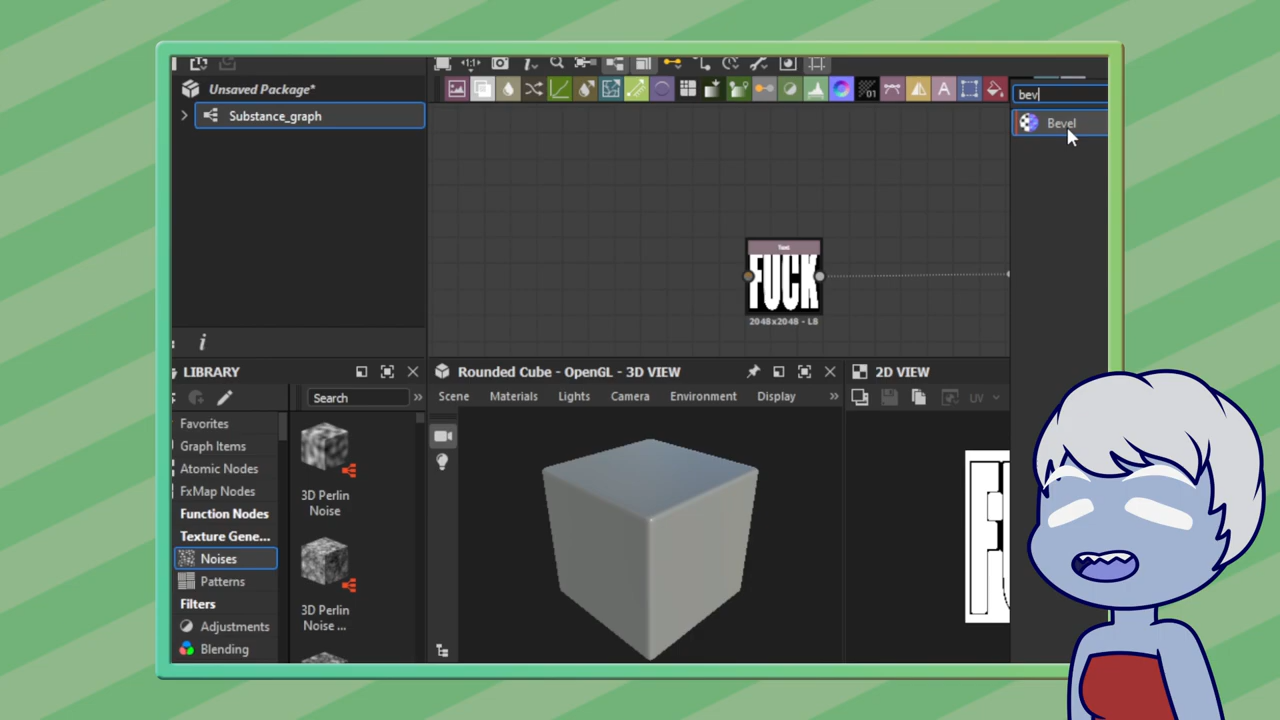 Unsaved Package*
Substance_graph
bev
Bevel
Text
FUCK
2048x2048 - L8
LIBRARY
Search
Favorites
Graph Items
Atomic Nodes
FxMap Nodes
Function Nodes
Texture Gene...
Noises
Patterns
Filters
Adjustments
Blending
3D Perlin
Noise
3D Perlin
Noise ...
Rounded Cube - OpenGL - 3D VIEW
Scene Materials Lights Camera Environment Display
2D VIEW
UV